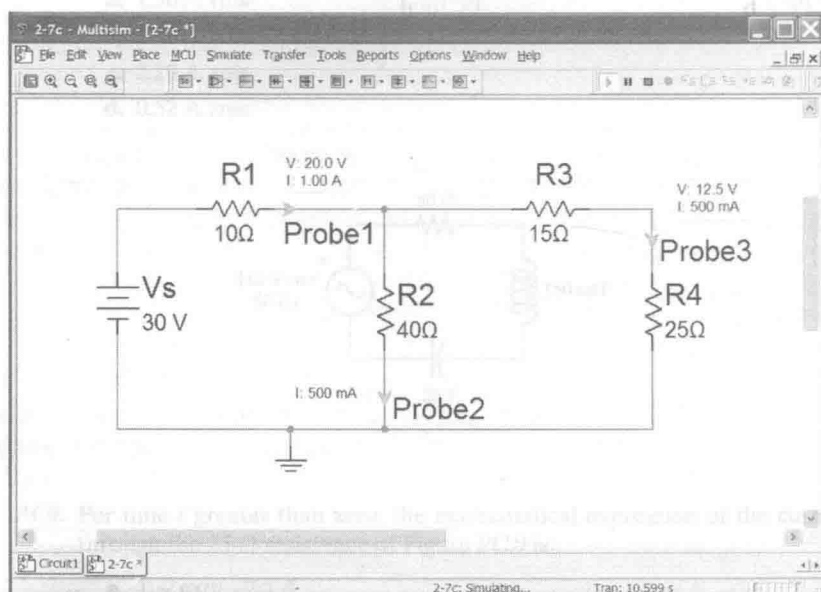 2-7c - Multisim - [2-7c *]
File Edit View Place MCU Simulate Transfer Tools Reports Options Window Help
R1
V: 20.0 V
I: 1.00 A
R3
V: 12.5 V
I: 500 mA
10Ω
Probe1
15Ω
Probe3
Vs
30 V
R2
40Ω
R4
25Ω
I: 500 mA
Probe2
Circuit1 2-7c *
2-7c: Simulating... Tran: 10.599 s